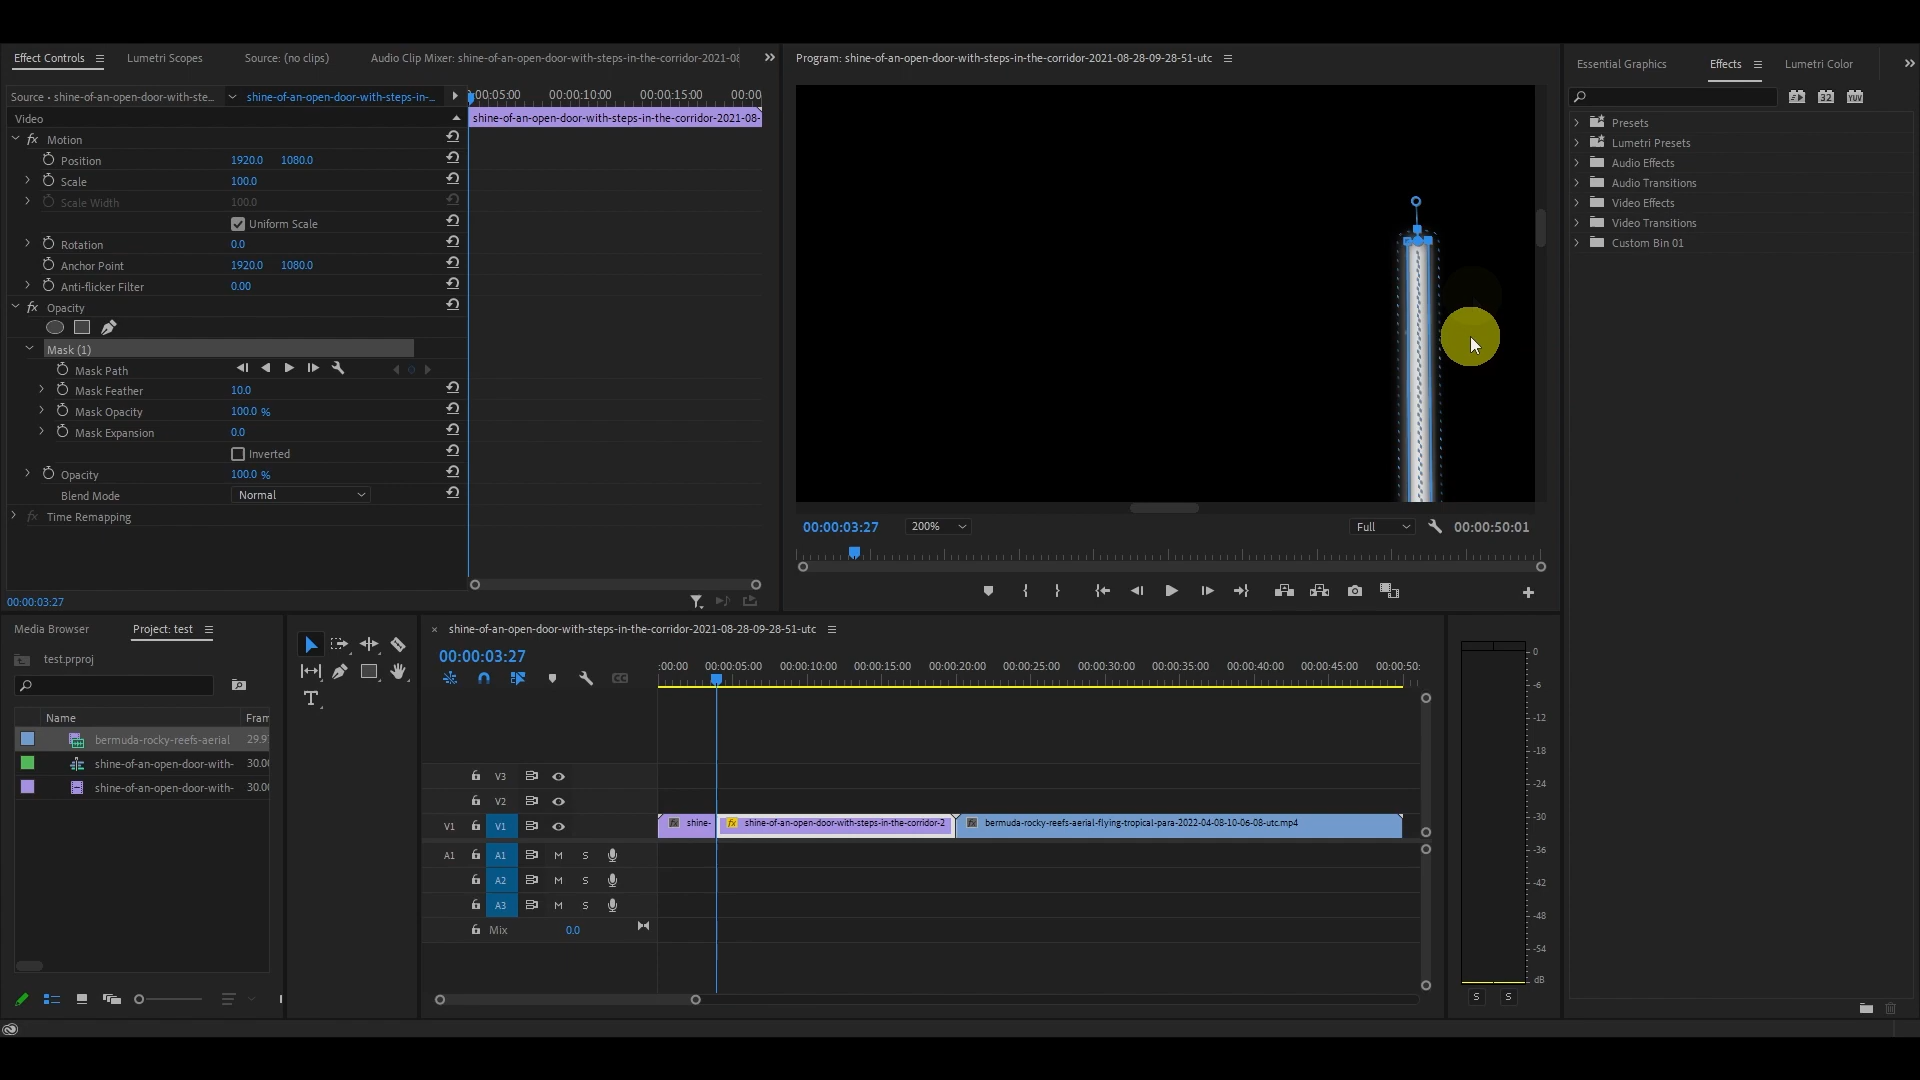 Effect Controls
Lumetri Scopes
Source: (no clips)
Audio Clip Mixer: shine-of-an-open-door-with-steps-in-the-corridor-2021-08
Program: shine-of-an-open-door-with-steps-in-the-corridor-2021-08-28-09-28-51-utc
Essential Graphics
Effects
Lumetri Color
Source • shine-of-an-open-door-with-ste...
shine-of-an-open-door-with-steps-in-...
00:05:00
00:00:10:00
00:00:15:00
00:00
Video
shine-of-an-open-door-with-steps-in-the-corridor-2021-08-
Motion
Position 1920.0 1080.0
Scale 100.0
Scale Width 100.0
Uniform Scale
Rotation 0.0
Anchor Point 1920.0 1080.0
Anti-flicker Filter 0.00
Opacity
Mask (1)
Mask Path
Mask Feather 10.0
Mask Opacity 100.0 %
Mask Expansion 0.0
Inverted
Opacity 100.0 %
Blend Mode Normal
Time Remapping
00:00:03:27
32
YUV
Presets
Lumetri Presets
Audio Effects
Audio Transitions
Video Effects
Video Transitions
Custom Bin 01
00:00:03:27
200%
Full
00:00:50:01
Media Browser
Project: test
test.prproj
Name
Fram
bermuda-rocky-reefs-aerial 29.9
shine-of-an-open-door-with- 30.00
shine-of-an-open-door-with- 30.00
T
shine-of-an-open-door-with-steps-in-the-corridor-2021-08-28-09-28-51-utc
00:00:03:27
CC
:00:00 00:00:05:00 00:00:10:00 00:00:15:00 00:00:20:00 00:00:25:00 00:00:30:00 00:00:35:00 00:00:40:00 00:00:45:00 00:00:50:
V3
V2
V1 V1
shine-
fx shine-of-an-open-door-with-steps-in-the-corridor-2
bermuda-rocky-reefs-aerial-flying-tropical-para-2022-04-08-10-06-08-utc.mp4
A1 A1 M S
A2 M S
A3 M S
Mix 0.0
0
-6
-12
-18
-24
-30
-36
-42
-48
-54
dB
S S